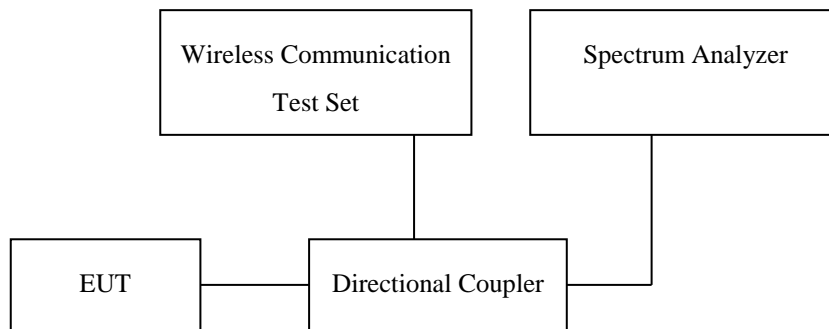 Wireless Communication
Test Set
Spectrum Analyzer
EUT
Directional Coupler